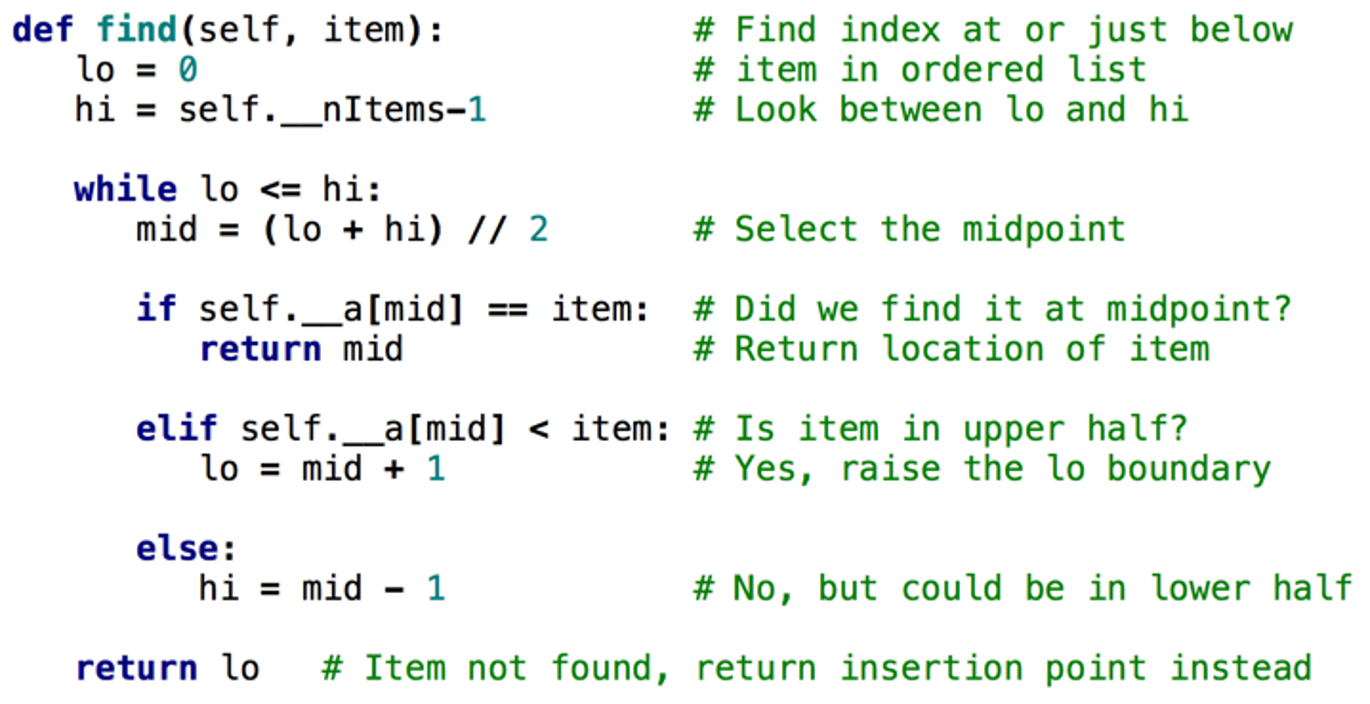 def find(self, item):            # Find index at or just below
   lo = 0                        # item in ordered list
   hi = self.__nItems-1          # Look between lo and hi

   while lo <= hi:
      mid = (lo + hi) // 2       # Select the midpoint

      if self.__a[mid] == item:  # Did we find it at midpoint?
         return mid              # Return location of item

      elif self.__a[mid] < item: # Is item in upper half?
         lo = mid + 1            # Yes, raise the lo boundary

      else:
         hi = mid - 1            # No, but could be in lower half

   return lo   # Item not found, return insertion point instead